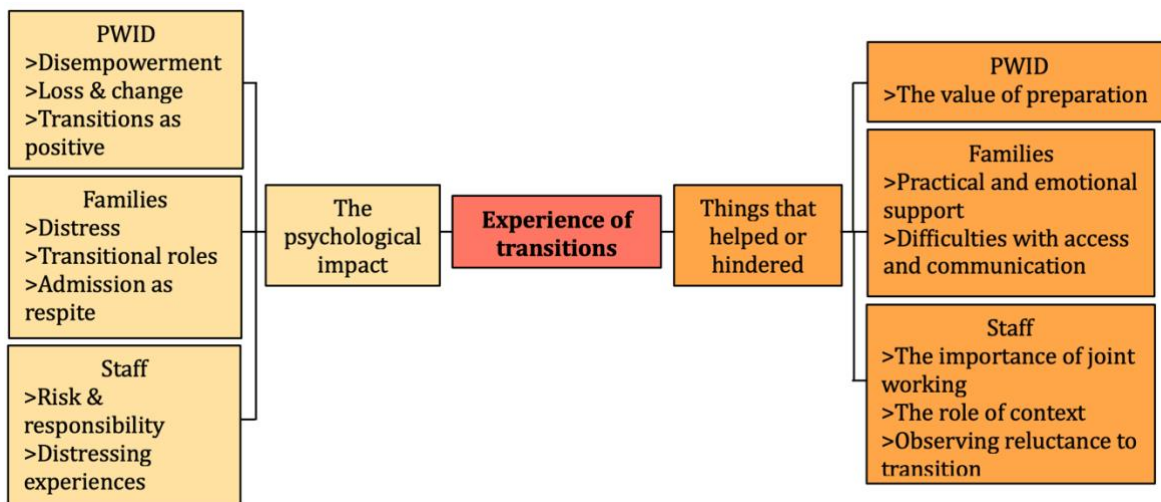 PWID
>Disempowerment
>Loss & change
>Transitions as
positive
Families
>Distress
>Transitional roles
>Admission as
respite
Staff
>Risk &
responsibility
>Distressing
experiences
The
psychological
impact
Experience of
transitions
Things that
helped or
hindered
PWID
>The value of preparation
Families
>Practical and emotional
support
>Difficulties with access
and communication
Staff
>The importance of joint
working
>The role of context
>Observing reluctance to
transition